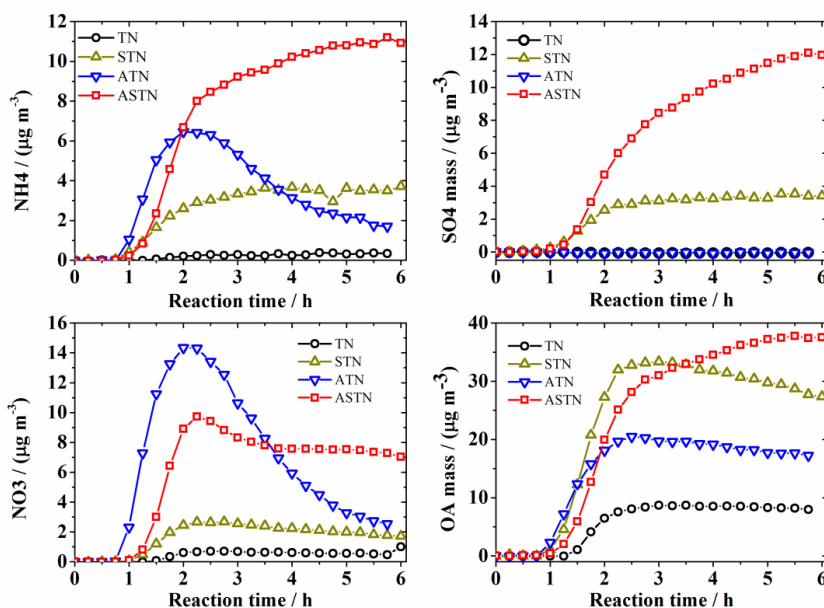 NH4 / (μg m-3)
12
10
8
6
4
2
0
TN
STN
ATN
ASTN
0 1 2 3 4 5 6
Reaction time / h
SO4 mass / (μg m-3)
14
12
10
8
6
4
2
0
TN
STN
ATN
ASTN
0 1 2 3 4 5 6
Reaction time / h
NO3 / (μg m-3)
16
14
12
10
8
6
4
2
0
TN
STN
ATN
ASTN
0 1 2 3 4 5 6
Reaction time / h
OA mass / (μg m-3)
40
30
20
10
0
TN
STN
ATN
ASTN
0 1 2 3 4 5 6
Reaction time / h